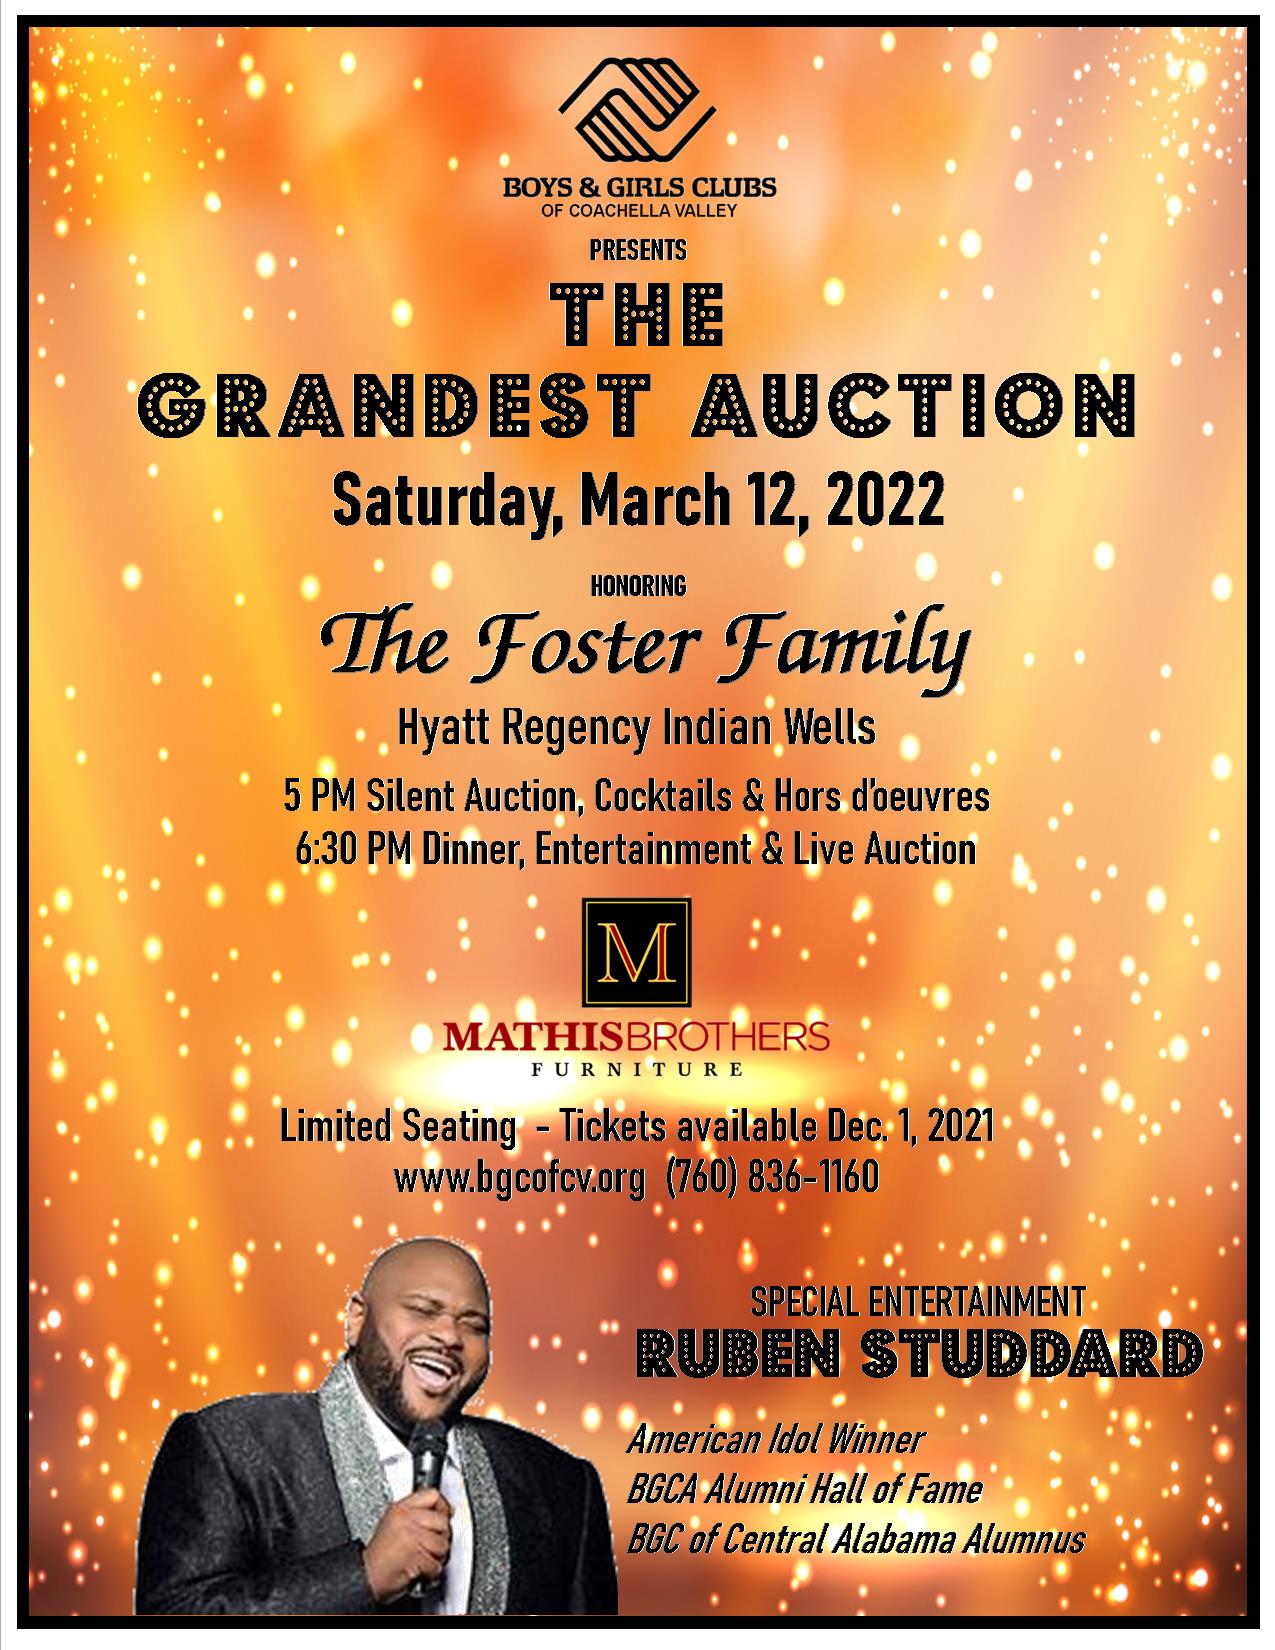 BOYS & GIRLS CLUBS
OF COACHELLA VALLEY
PRESENTS
THE
GRANDEST AUCTION
Saturday, March 12, 2022
HONORING
The Foster Family
Hyatt Regency Indian Wells
5 PM Silent Auction, Cocktails & Hors d'oeuvres
6:30 PM Dinner, Entertainment & Live Auction
M
MATHIS BROTHERS
FURNITURE
Limited Seating - Tickets available Dec. 1, 2021
www.bgcofcv.org (760) 836-1160
SPECIAL ENTERTAINMENT
RUBEN STUDDARD
American Idol Winner
BGCA Alumni Hall of Fame
BGC of Central Alabama Alumnus